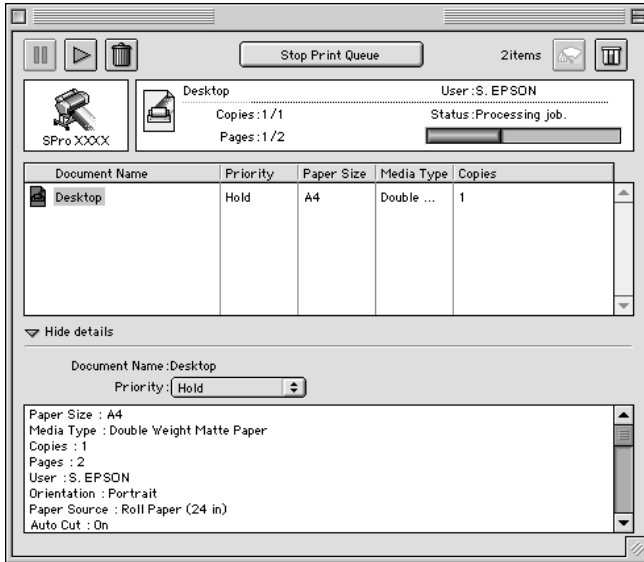 Stop Print Queue 2items
SPro XXXX
Desktop User :S. EPSON
Copies :1/1 Status :Processing job.
Pages :1/2
Document Name Priority Paper Size Media Type Copies
Desktop Hold A4 Double ... 1
Hide details
Document Name :Desktop
Priority : Hold
Paper Size : A4
Media Type : Double Weight Matte Paper
Copies : 1
Pages : 2
User : S. EPSON
Orientation : Portrait
Paper Source : Roll Paper (24 in)
Auto Cut : On